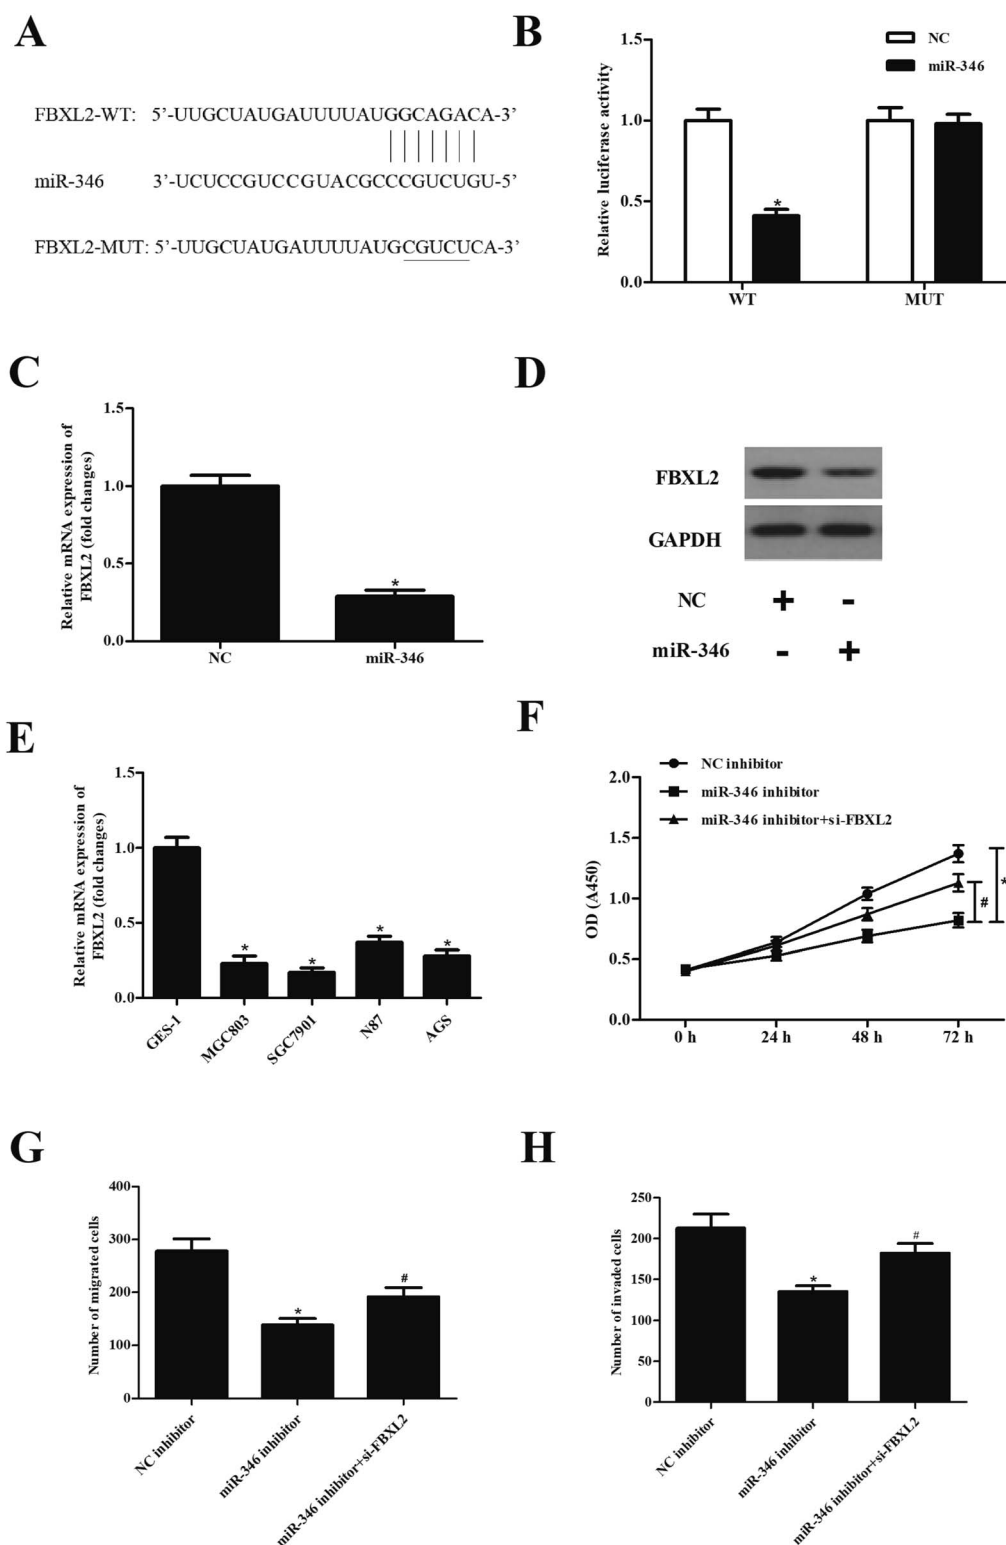 A
FBXL2-WT: 5’-UUGCUAUGAUUUUAUGGCAGACA-3’
miR-346 3’-UCUCCGUCCGUACGCCCGUCUGU-5’
FBXL2-MUT: 5’-UUGCUAUGAUUUUAUGCGUCUCA-3’
B
Relative luciferase activity
1.5
1.0
0.5
0.0
NC
miR-346
*
WT
MUT
C
Relative mRNA expression of
FBXL2 (fold changes)
1.5
1.0
0.5
0.0
*
NC
miR-346
D
FBXL2
GAPDH
NC + -
miR-346 - +
E
Relative mRNA expression of
FBXL2 (fold changes)
1.5
1.0
0.5
0.0
* * * *
GES-1
MGC803
SGC7901
N87
AGS
F
NC inhibitor
miR-346 inhibitor
miR-346 inhibitor+si-FBXL2
OD (A450)
2.0
1.5
1.0
0.5
0.0
# *
0 h
24 h
48 h
72 h
G
Number of migrated cells
400
300
200
100
0
* #
NC inhibitor
miR-346 inhibitor
miR-346 inhibitor+si-FBXL2
H
Number of invaded cells
250
200
150
100
50
0
* #
NC inhibitor
miR-346 inhibitor
miR-346 inhibitor+si-FBXL2